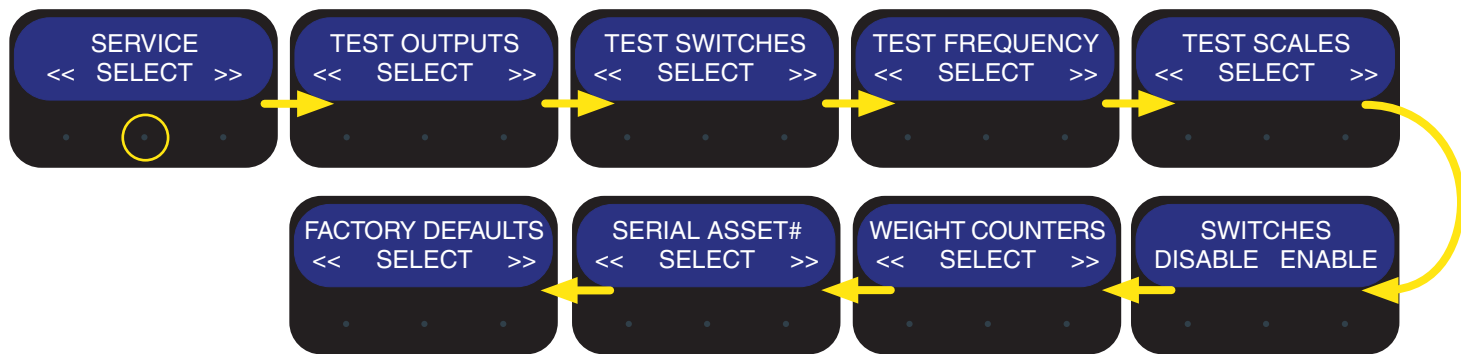 SERVICE
<< SELECT >>
TEST OUTPUTS
<< SELECT >>
TEST SWITCHES
<< SELECT >>
TEST FREQUENCY
<< SELECT >>
TEST SCALES
<< SELECT >>
FACTORY DEFAULTS
<< SELECT >>
SERIAL ASSET#
<< SELECT >>
WEIGHT COUNTERS
<< SELECT >>
SWITCHES
DISABLE ENABLE